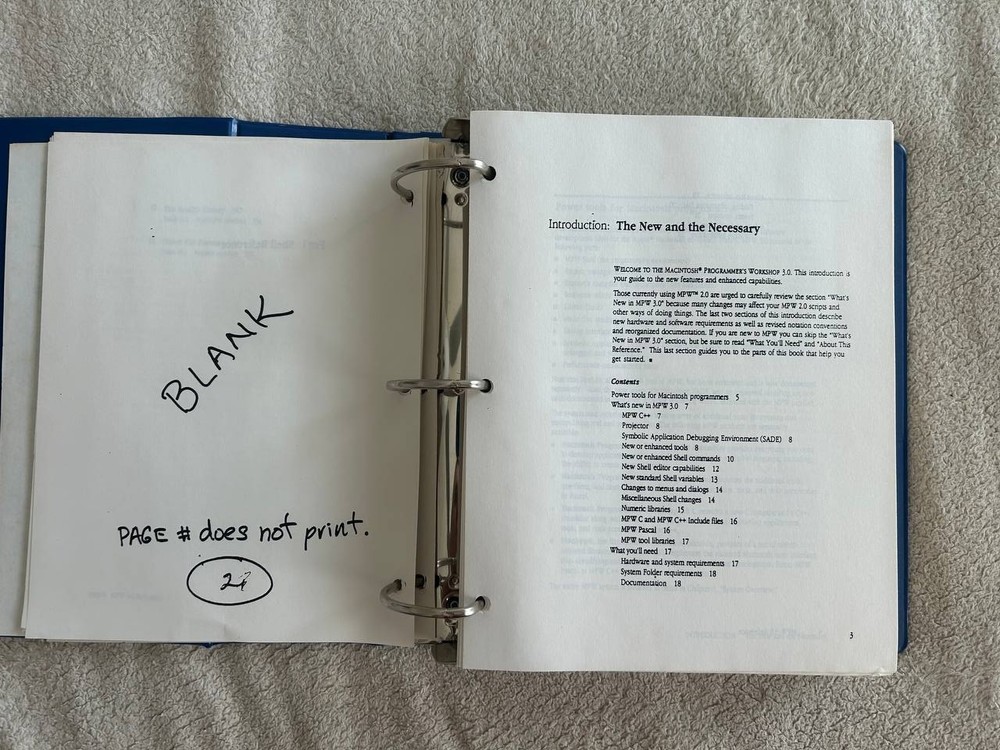 BLANK
PAGE # does not print.
Introduction: The New and the Necessary
WELCOME TO THE MACINTOSH® PROGRAMMER'S WORKSHOP 3.0. This introduction is
your guide to the new features and enhanced capabilities.
Those currently using MPW™ 2.0 are urged to carefully review the section "What's
New in MPW 3.0" because many changes may affect your MPW 2.0 scripts and
other ways of doing things. The last two sections of this introduction describe
new hardware and software requirements as well as revised notation conventions
and reorganized documentation. If you are new to MPW you can skip the "What's
New in MPW 3.0" section, but be sure to read "What You'll Need" and "About This
Reference." This last section guides you to the parts of this book that help you
get started. ■
Contents
Power tools for Macintosh programmers 5
What's new in MPW 3.0 7
MPW C++ 7
Projector 8
Symbolic Application Debugging Environment (SADE) 8
New or enhanced tools 8
New or enhanced Shell commands 10
New Shell editor capabilities 12
New standard Shell variables 13
Changes to menus and dialogs 14
Miscellaneous Shell changes 14
Numeric libraries 15
MPW C and MPW C++ Include files 16
MPW Pascal 16
MPW tool libraries 17
What you'll need 17
Hardware and system requirements 17
System Folder requirements 18
Documentation 18
3